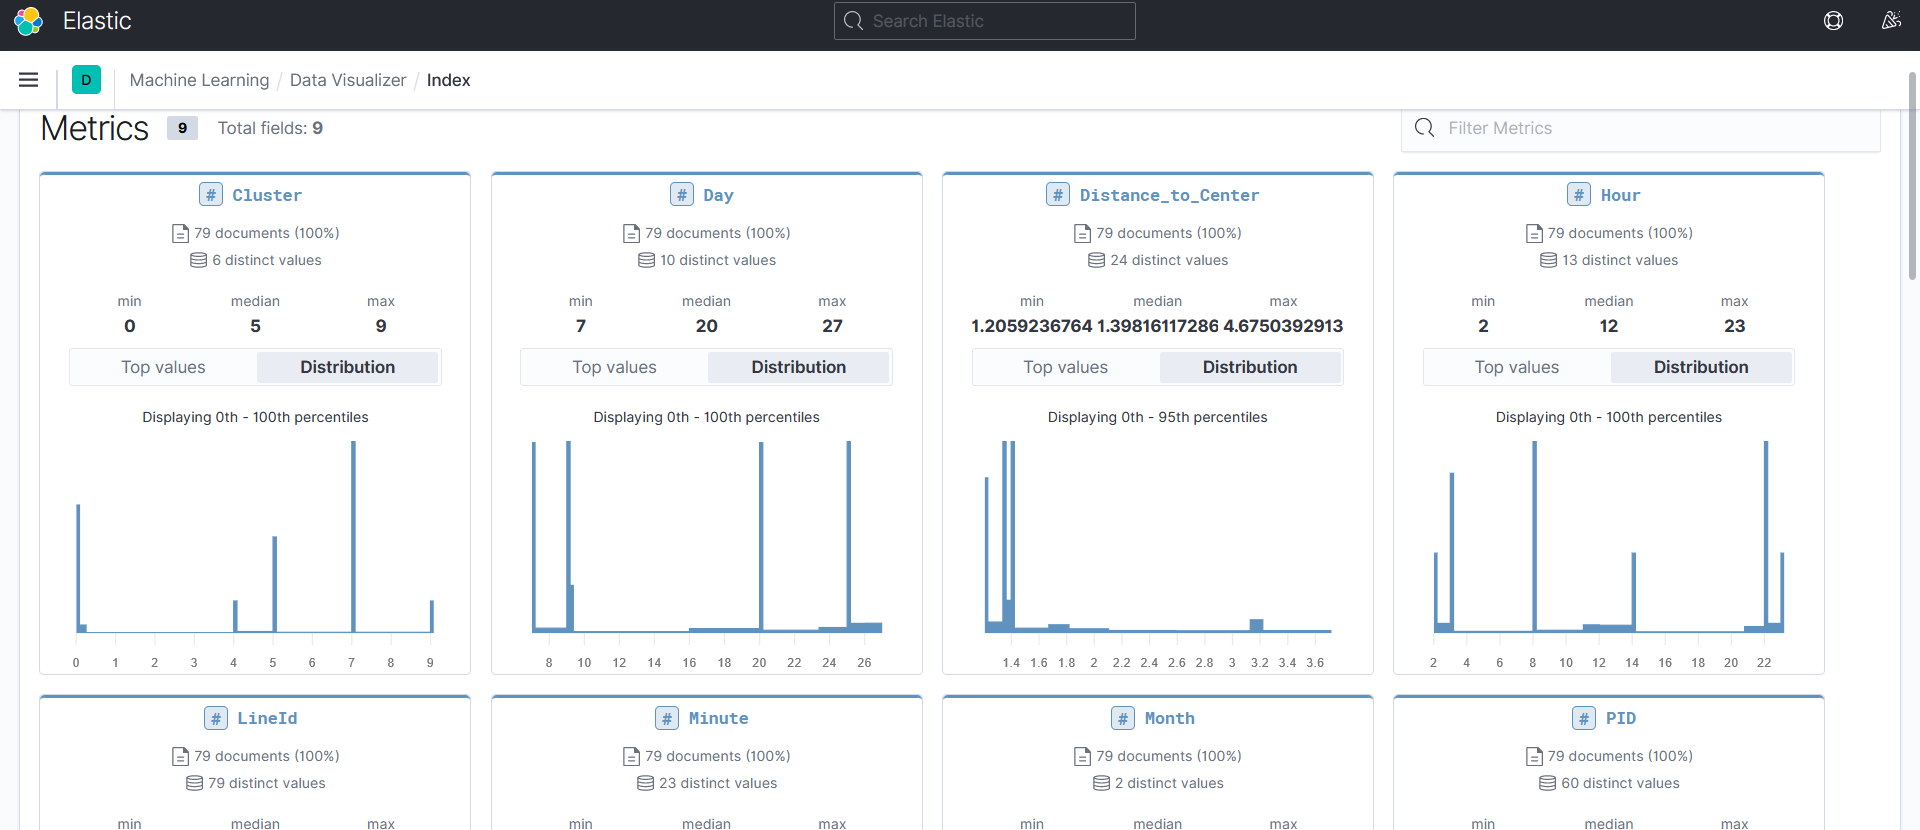 Elastic
Search Elastic
D Machine Learning / Data Visualizer / Index
Metrics 9 Total fields: 9
Filter Metrics
# Cluster
79 documents (100%)
6 distinct values
min median max
0 5 9
Top values Distribution
Displaying 0th - 100th percentiles
0 1 2 3 4 5 6 7 8 9
# Day
79 documents (100%)
10 distinct values
min median max
7 20 27
Top values Distribution
Displaying 0th - 100th percentiles
8 10 12 14 16 18 20 22 24 26
# Distance_to_Center
79 documents (100%)
24 distinct values
min median max
1.2059236764 1.39816117286 4.6750392913
Top values Distribution
Displaying 0th - 95th percentiles
1.4 1.6 1.8 2 2.2 2.4 2.6 2.8 3 3.2 3.4 3.6
# Hour
79 documents (100%)
13 distinct values
min median max
2 12 23
Top values Distribution
Displaying 0th - 100th percentiles
2 4 6 8 10 12 14 16 18 20 22
# LineId
79 documents (100%)
79 distinct values
min median max
# Minute
79 documents (100%)
23 distinct values
min median max
# Month
79 documents (100%)
2 distinct values
min median max
# PID
79 documents (100%)
60 distinct values
min median max